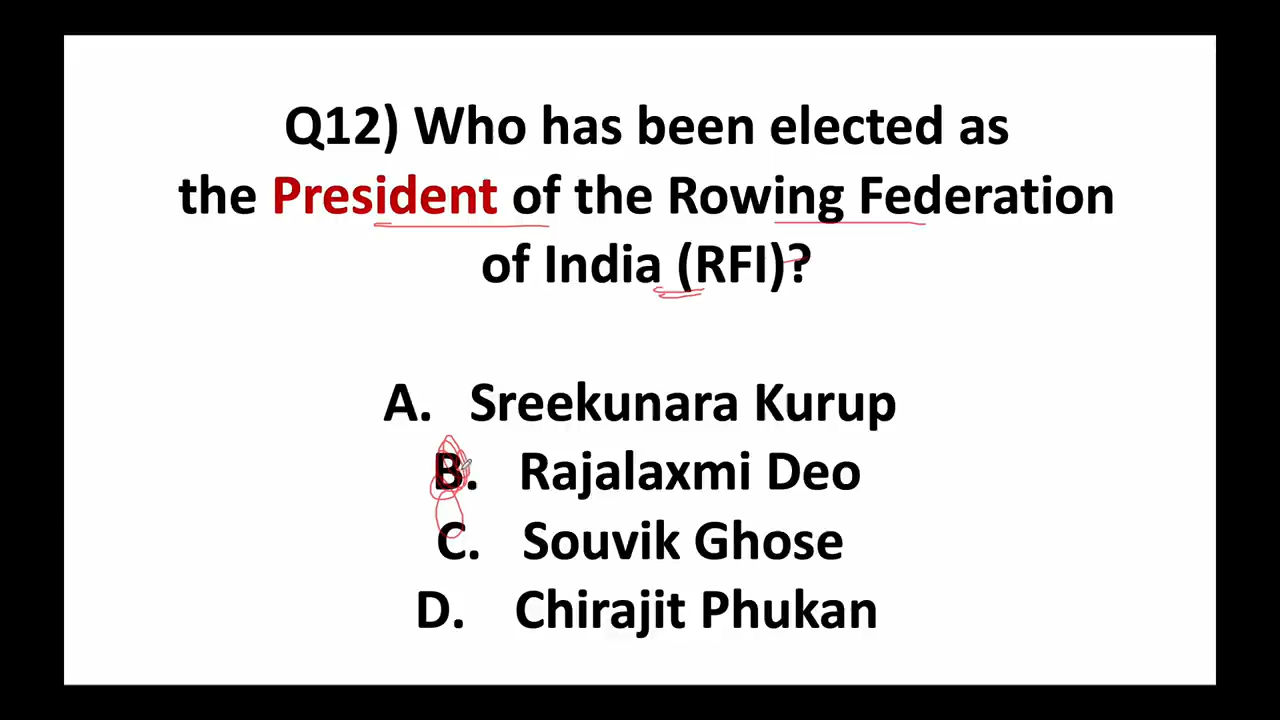 Q12) Who has been elected as
the President of the Rowing Federation
of India (RFI)?
A. Sreekunara Kurup
B. Rajalaxmi Deo
C. Souvik Ghose
D. Chirajit Phukan